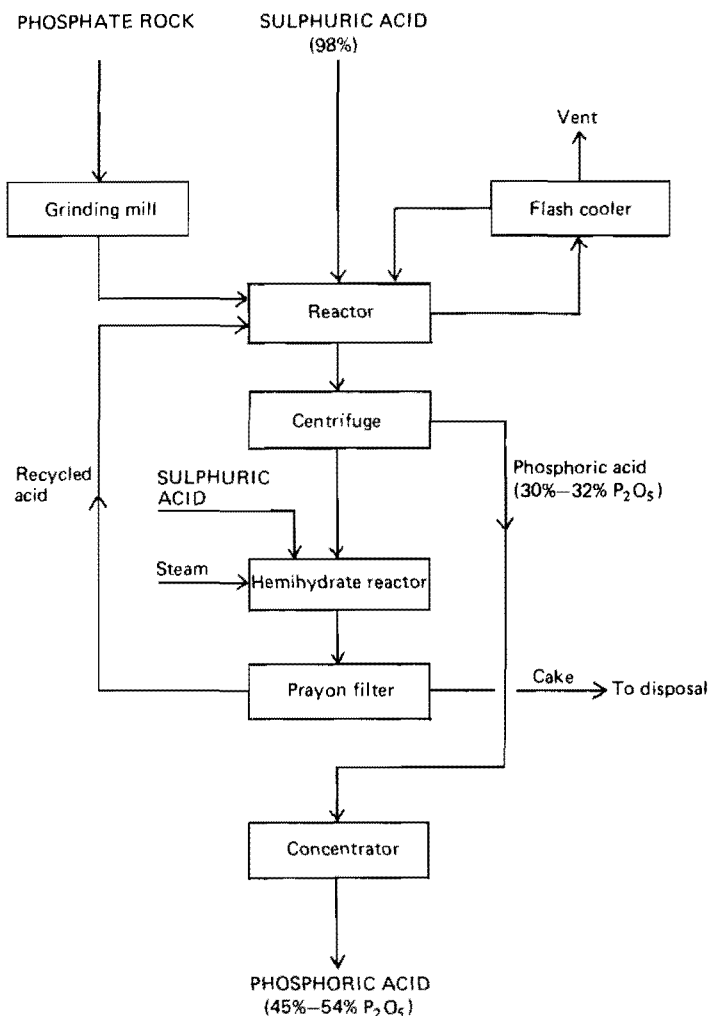 PHOSPHATE ROCK
SULPHURIC ACID
(98%)
Vent
Grinding mill
Flash cooler
Reactor
Centrifuge
Recycled
acid
SULPHURIC
ACID
Phosphoric acid
(30%–32% P₂O₅)
Steam
Hemihydrate reactor
Prayon filter
Cake
To disposal
Concentrator
PHOSPHORIC ACID
(45%–54% P₂O₅)